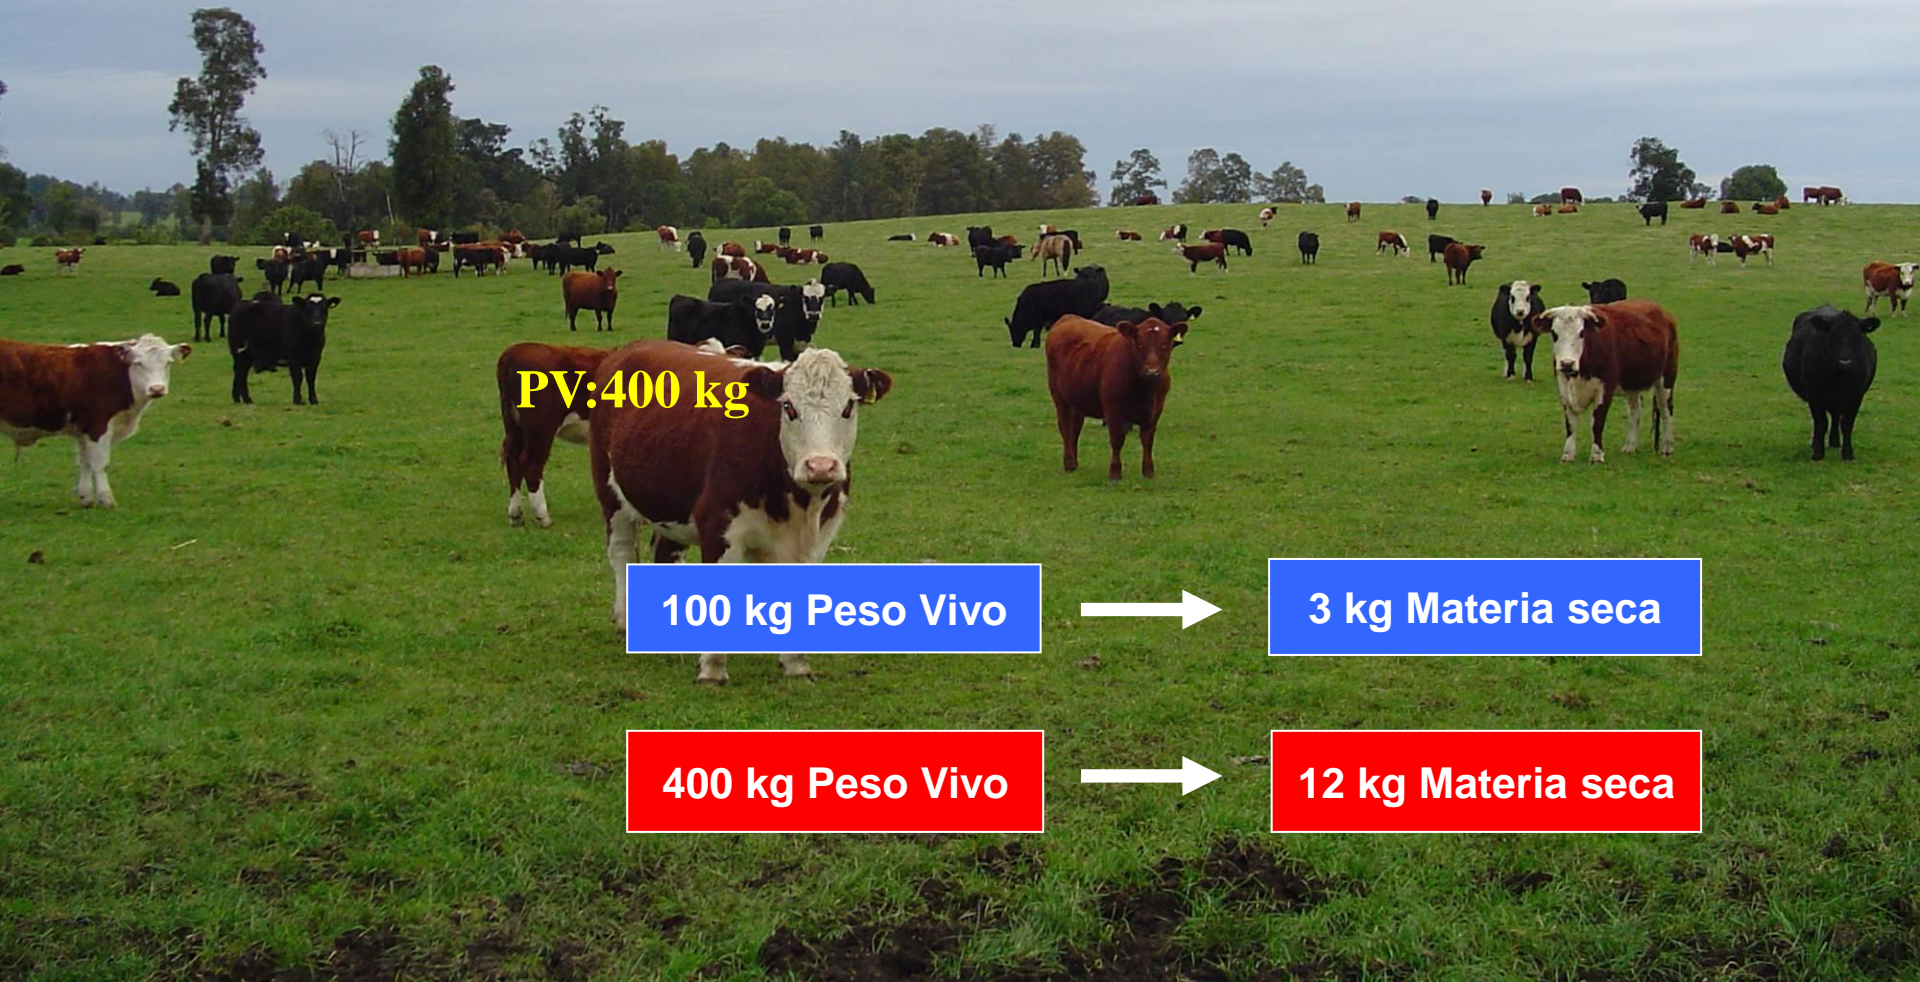 PV:400 kg
100 kg Peso Vivo
3 kg Materia seca
400 kg Peso Vivo
12 kg Materia seca